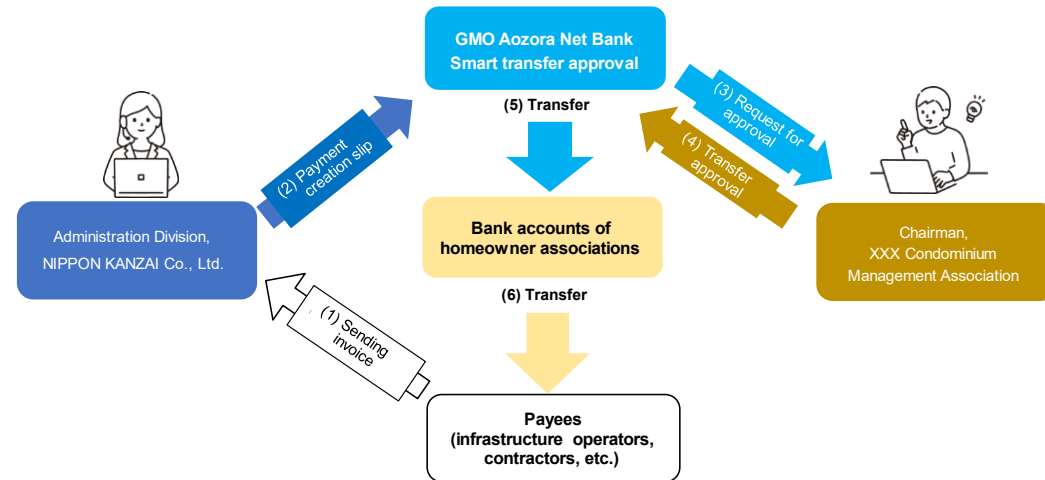 GMO Aozora Net Bank
Smart transfer approval
(5) Transfer
(3) Request for
approval
(4) Transfer
approval
(2) Payment
creation slip
Administration Division,
NIPPON KANZAI Co., Ltd.
Bank accounts of
homeowner associations
Chairman,
XXX Condominium
Management Association
(6) Transfer
(1) Sending
invoice
Payees
(infrastructure operators,
contractors, etc.)